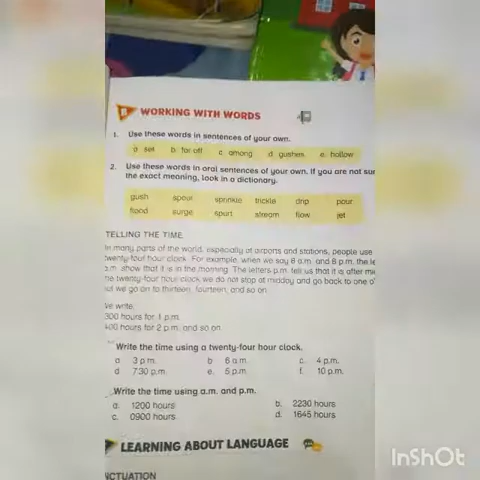 B WORKING WITH WORDS
1. Use these words in sentences of your own.
a. set b. far off c. among d. gushes e. hollow
2. Use these words in oral sentences of your own. If you are not sur
the exact meaning, look in a dictionary.
gush spout sprinkle trickle drip pour
flood surge spurt stream flow jet
TELLING THE TIME
In many parts of the world, especially at airports and stations, people use
twenty-four hour clock. For example, when we say 8 a.m. and 8 p.m. the le
a.m. show that it is in the morning. The letters p.m. tell us that it is after mi
he twenty-four hour clock we do not stop at midday and go back to one o'
ut we go on to thirteen, fourteen, and so on.
We write
300 hours for 1 p.m.
400 hours for 2 p.m. and so on.
Write the time using a twenty-four hour clock.
a. 3 p.m. b. 6 a.m. c. 4 p.m.
d. 7.30 p.m. e. 5 p.m. f. 10 p.m.
Write the time using a.m. and p.m.
a. 1200 hours b. 2230 hours
c. 0900 hours d. 1645 hours
LEARNING ABOUT LANGUAGE
NCTUATION
InShOt